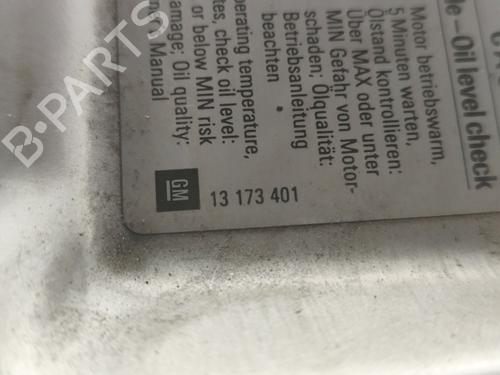 Oil level check
Motor betriebswarm,
5 Minuten warten,
Ölstand kontrollieren:
Über MAX oder unter
MIN Gefahr von Motor-
schaden; Ölqualität:
Betriebsanleitung
beachten
perating temperature,
check oil level:
or below MIN risk
Oil quality:
Manual
GM 13 173 401
B-PARTS